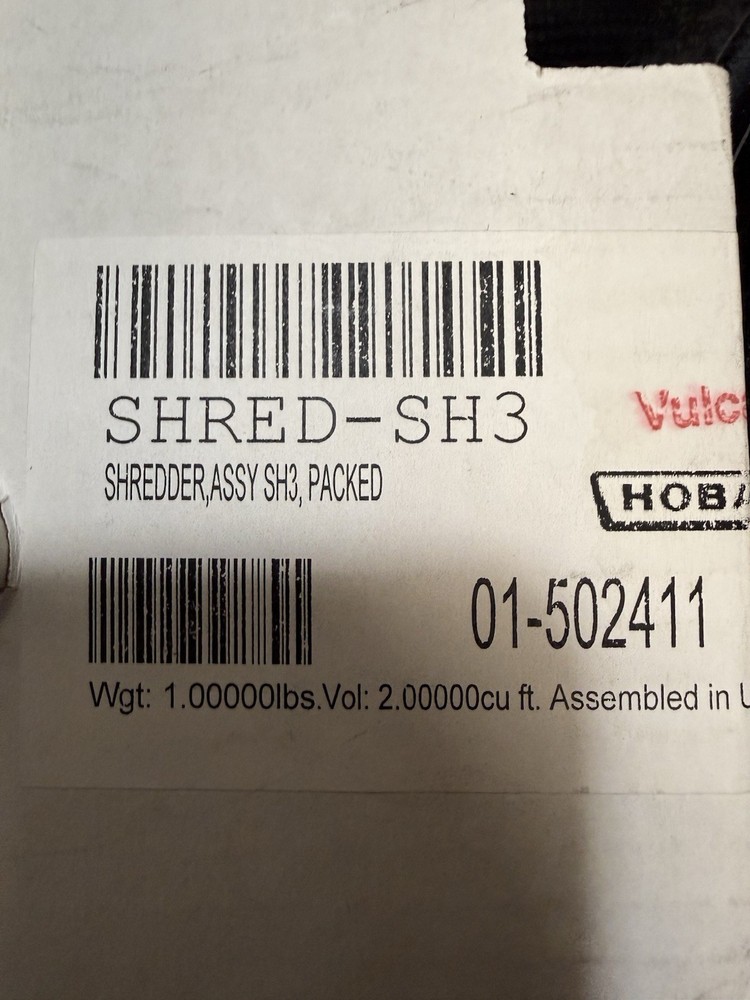 SHRED-SH3
SHREDDER,ASSY SH3, PACKED
01-502411
Wgt: 1.00000lbs.Vol: 2.00000cu ft. Assembled in